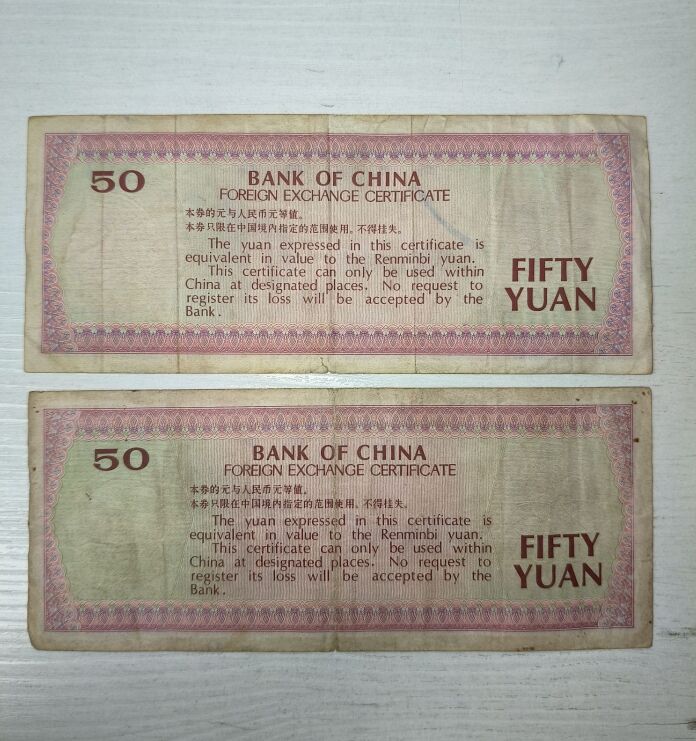 50
BANK OF CHINA
FOREIGN EXCHANGE CERTIFICATE
本券的元与人民币元等值。
本券只限在中国境内指定的范围使用。不得挂失。
The yuan expressed in this certificate is
equivalent in value to the Renminbi yuan.
This certificate can only be used within
China at designated places. No request to
register its loss will be accepted by the
Bank.
FIFTY
YUAN
50
BANK OF CHINA
FOREIGN EXCHANGE CERTIFICATE
本券的元与人民币元等值。
本券只限在中国境内指定的范围使用。不得挂失。
The yuan expressed in this certificate is
equivalent in value to the Renminbi yuan.
This certificate can only be used within
China at designated places. No request to
register its loss will be accepted by the
Bank.
FIFTY
YUAN